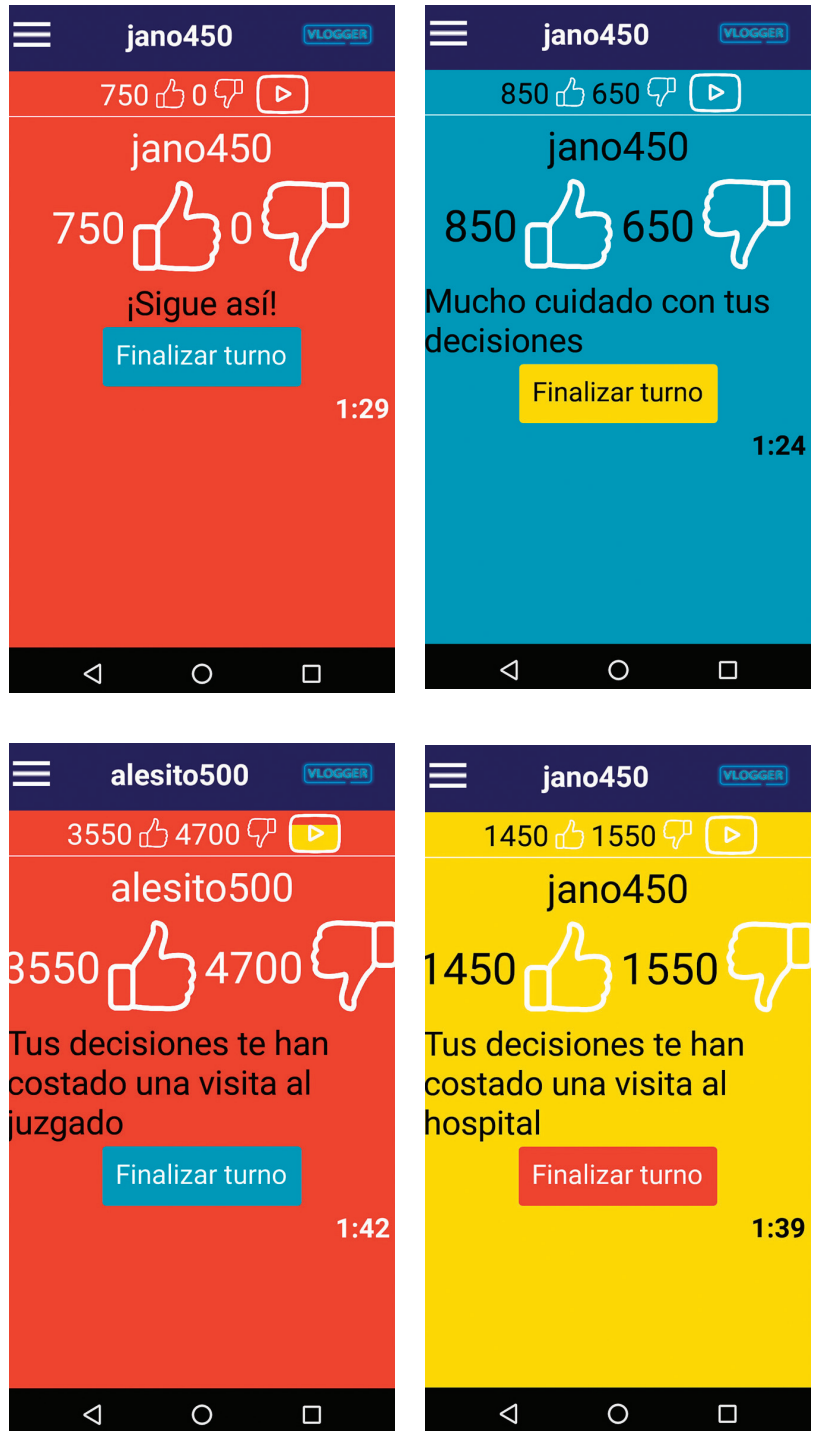 jano450 VLOGGER
750 0
jano450
750 0
¡Sigue así!
Finalizar turno
1:29
jano450 VLOGGER
850 650
jano450
850 650
Mucho cuidado con tus
decisiones
Finalizar turno
1:24
alesito500 VLOGGER
3550 4700
alesito500
3550 4700
Tus decisiones te han
costado una visita al
juzgado
Finalizar turno
1:42
jano450 VLOGGER
1450 1550
jano450
1450 1550
Tus decisiones te han
costado una visita al
hospital
Finalizar turno
1:39